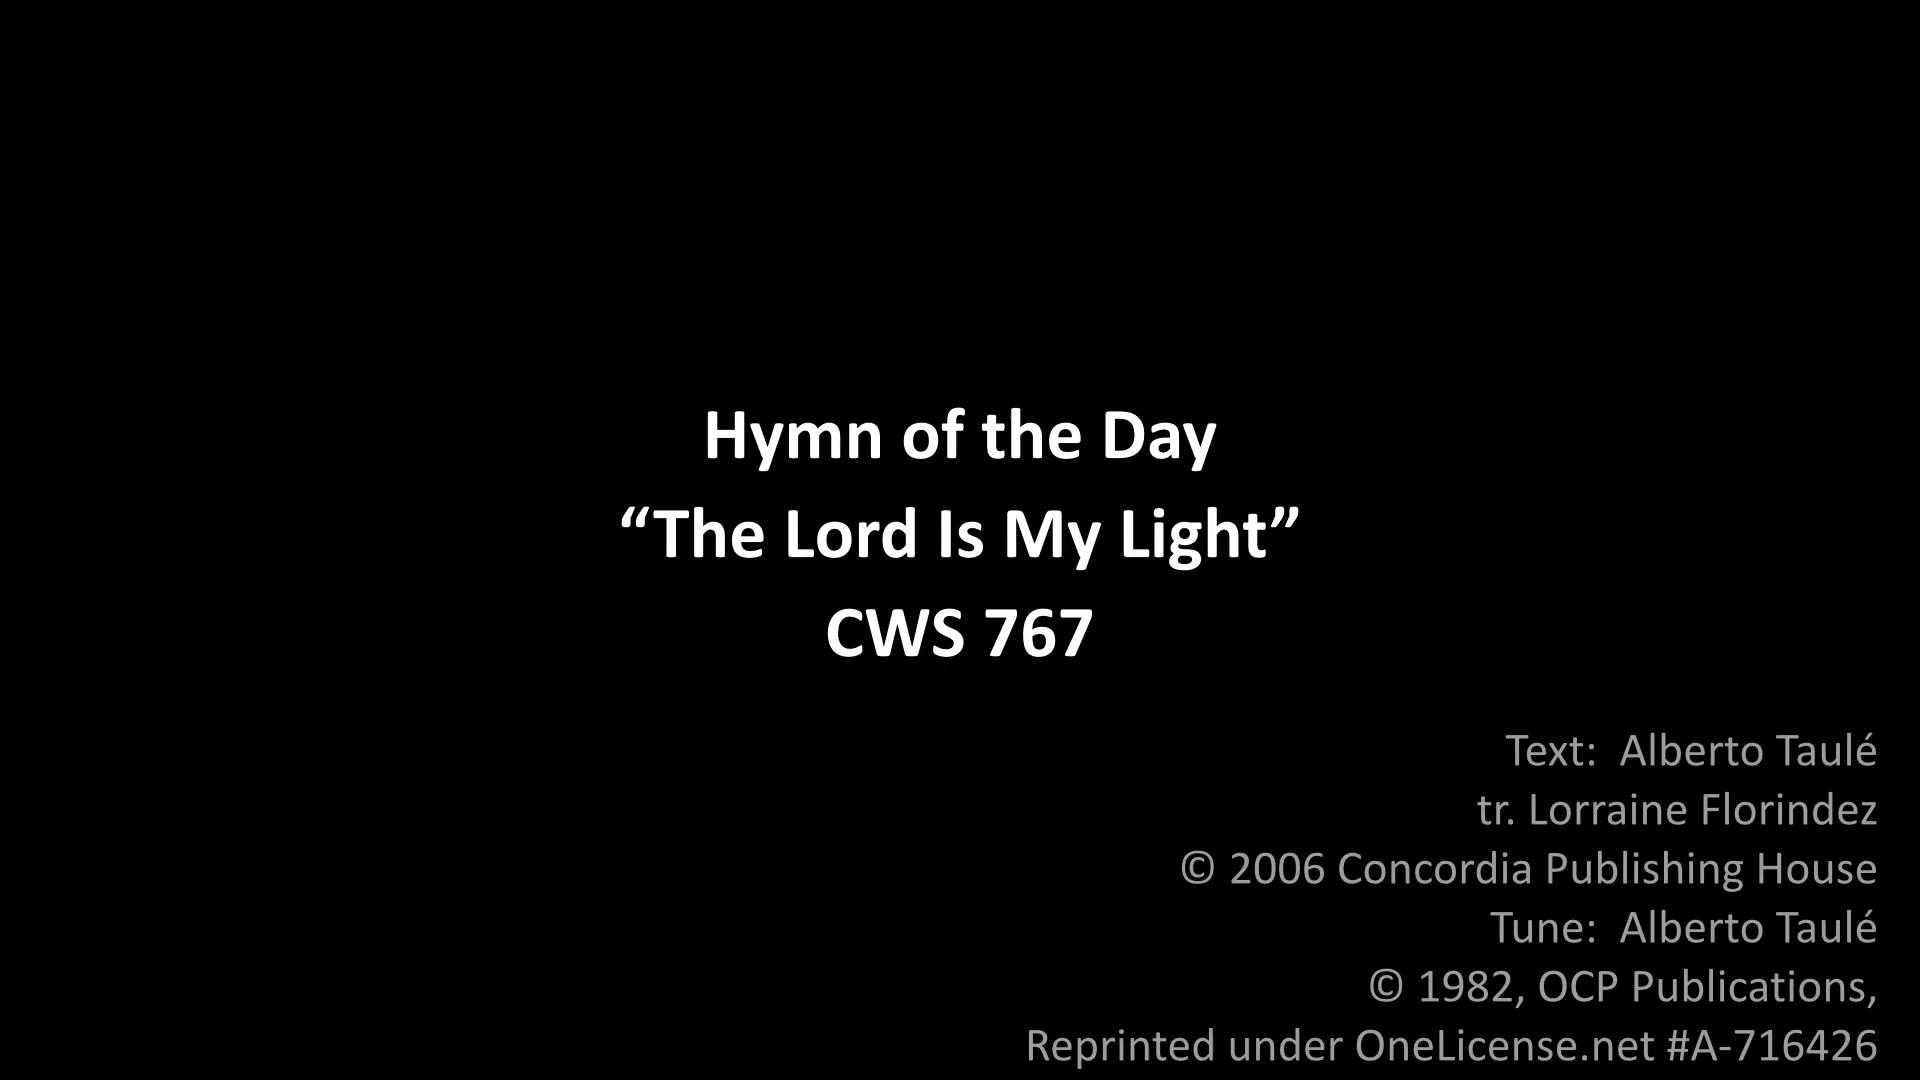 Hymn of the Day
“The Lord Is My Light”
CWS 767
Text:  Alberto Taulé
tr. Lorraine Florindez
© 2006 Concordia Publishing House
Tune:  Alberto Taulé
© 1982, OCP Publications,
Reprinted under OneLicense.net #A-716426